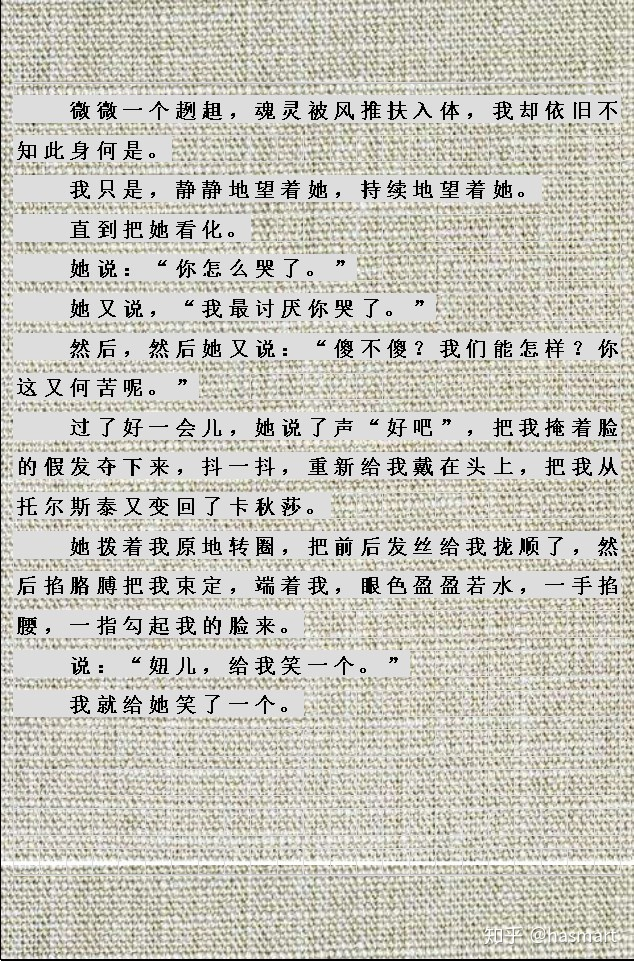 微微一个趔趄，魂灵被风推扶入体，我却依旧不
知此身何是。
我只是，静静地望着她，持续地望着她。
直到把她看化。
她说：“你怎么哭了。”
她又说，“我最讨厌你哭了。”
然后，然后她又说：“傻不傻？我们能怎样？你
这又何苦呢。”
过了好一会儿，她说了声“好吧”，把我掩着脸
的假发夺下来，抖一抖，重新给我戴在头上，把我从
托尔斯泰又变回了卡秋莎。
她拨着我原地转圈，把前后发丝给我拢顺了，然
后掐胳膊把我束定，端着我，眼色盈盈若水，一手掐
腰，一指勾起我的脸来。
说：“妞儿，给我笑一个。”
我就给她笑了一个。
知乎 @hasmart